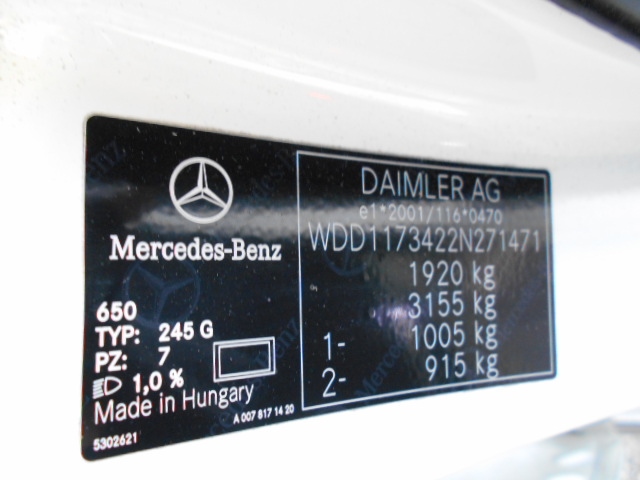 Mercedes-Benz
650
TYP: 245 G
PZ: 7
1,0 %
Made in Hungary
A 007 817 14 20
5302621
DAIMLER AG
e1*2001/116*0470
WDD1173422N271471
1920 kg
3155 kg
1- 1005 kg
2- 915 kg